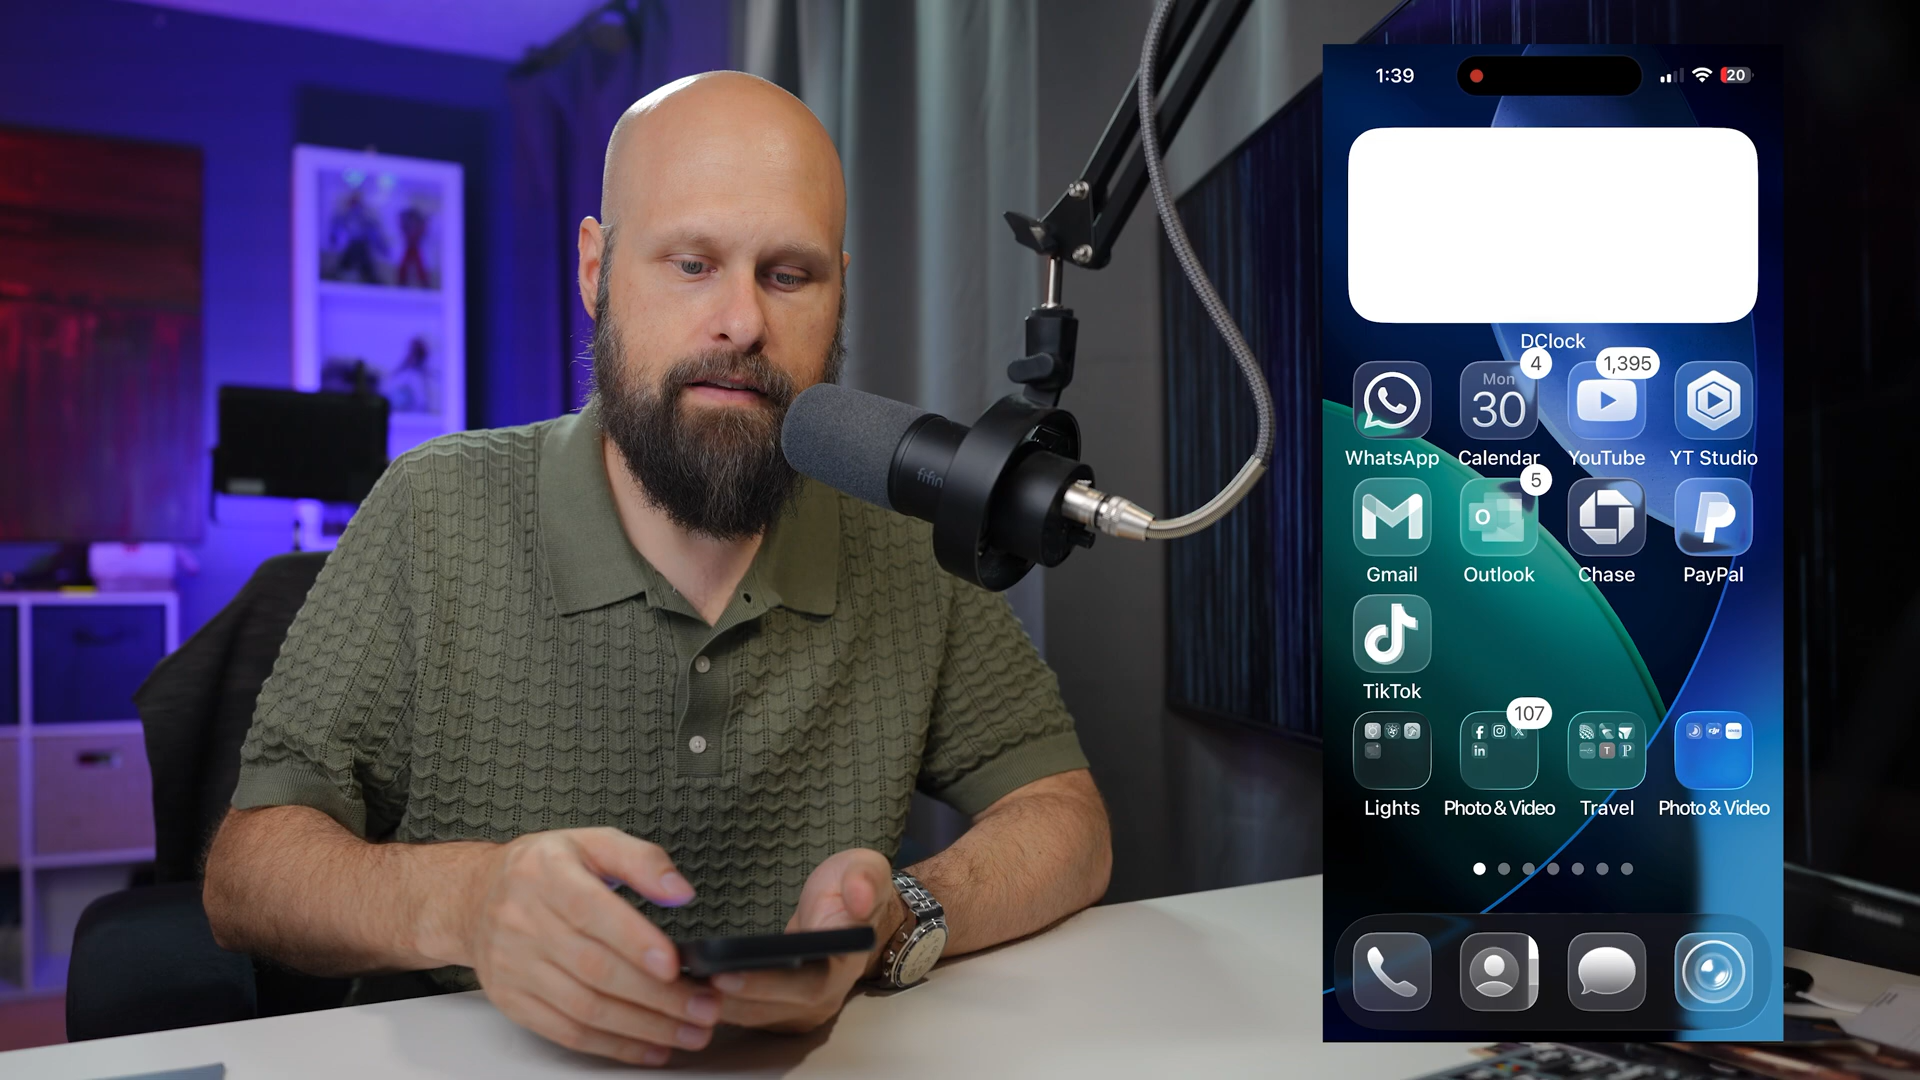 1:39
20
DClock
4
1,395
Mon
30
WhatsApp
Calendar
YouTube
YT Studio
5
Gmail
Outlook
Chase
PayPal
TikTok
107
Lights
Photo & Video
Travel
Photo & Video
fifin